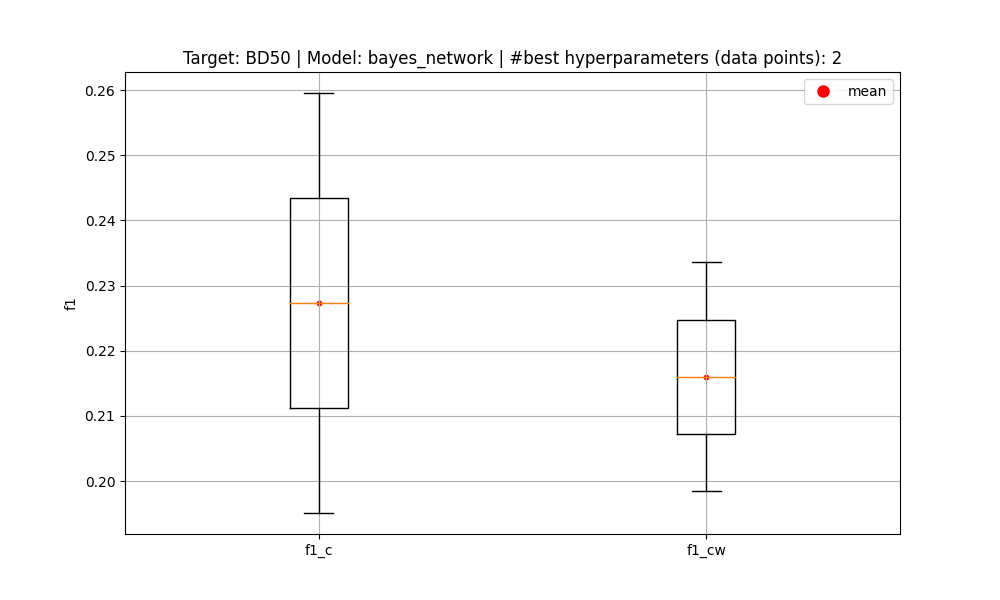 Target: BD50 | Model: bayes_network | #best hyperparameters (data points): 2
mean
f1
0.26
0.25
0.24
0.23
0.22
0.21
0.20
f1_c
f1_cw